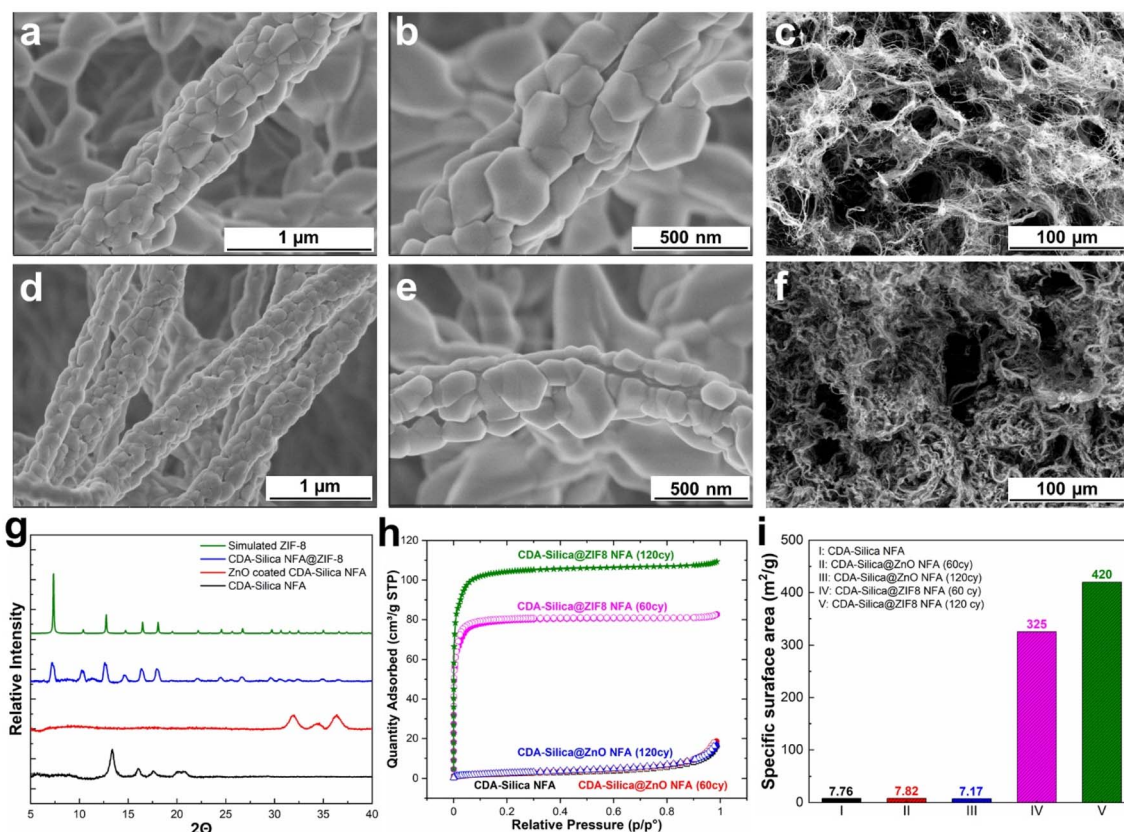 a
1 µm
b
500 nm
c
100 µm
d
1 µm
e
500 nm
f
100 µm
g
Simulated ZIF-8
CDA-Silica NFA@ZIF-8
ZnO coated CDA-Silica NFA
CDA-Silica NFA
Relative Intensity
5 10 15 20 25 30 35 40
2Θ
h
Quantity Adsorbed (cm³/g STP)
140
120
100
80
60
40
20
0
CDA-Silica@ZIF8 NFA (120cy)
CDA-Silica@ZIF8 NFA (60cy)
CDA-Silica@ZnO NFA (120cy)
CDA-Silica NFA
CDA-Silica@ZnO NFA (60cy)
0 0.2 0.4 0.6 0.8 1
Relative Pressure (p/p°)
i
Specific suraface area (m²/g)
500
400
300
200
100
0
I: CDA-Silica NFA
II: CDA-Silica@ZnO NFA (60cy)
III: CDA-Silica@ZnO NFA (120cy)
IV: CDA-Silica@ZIF8 NFA (60 cy)
V: CDA-Silica@ZIF8 NFA (120 cy)
7.76 7.82 7.17 325 420
I II III IV V